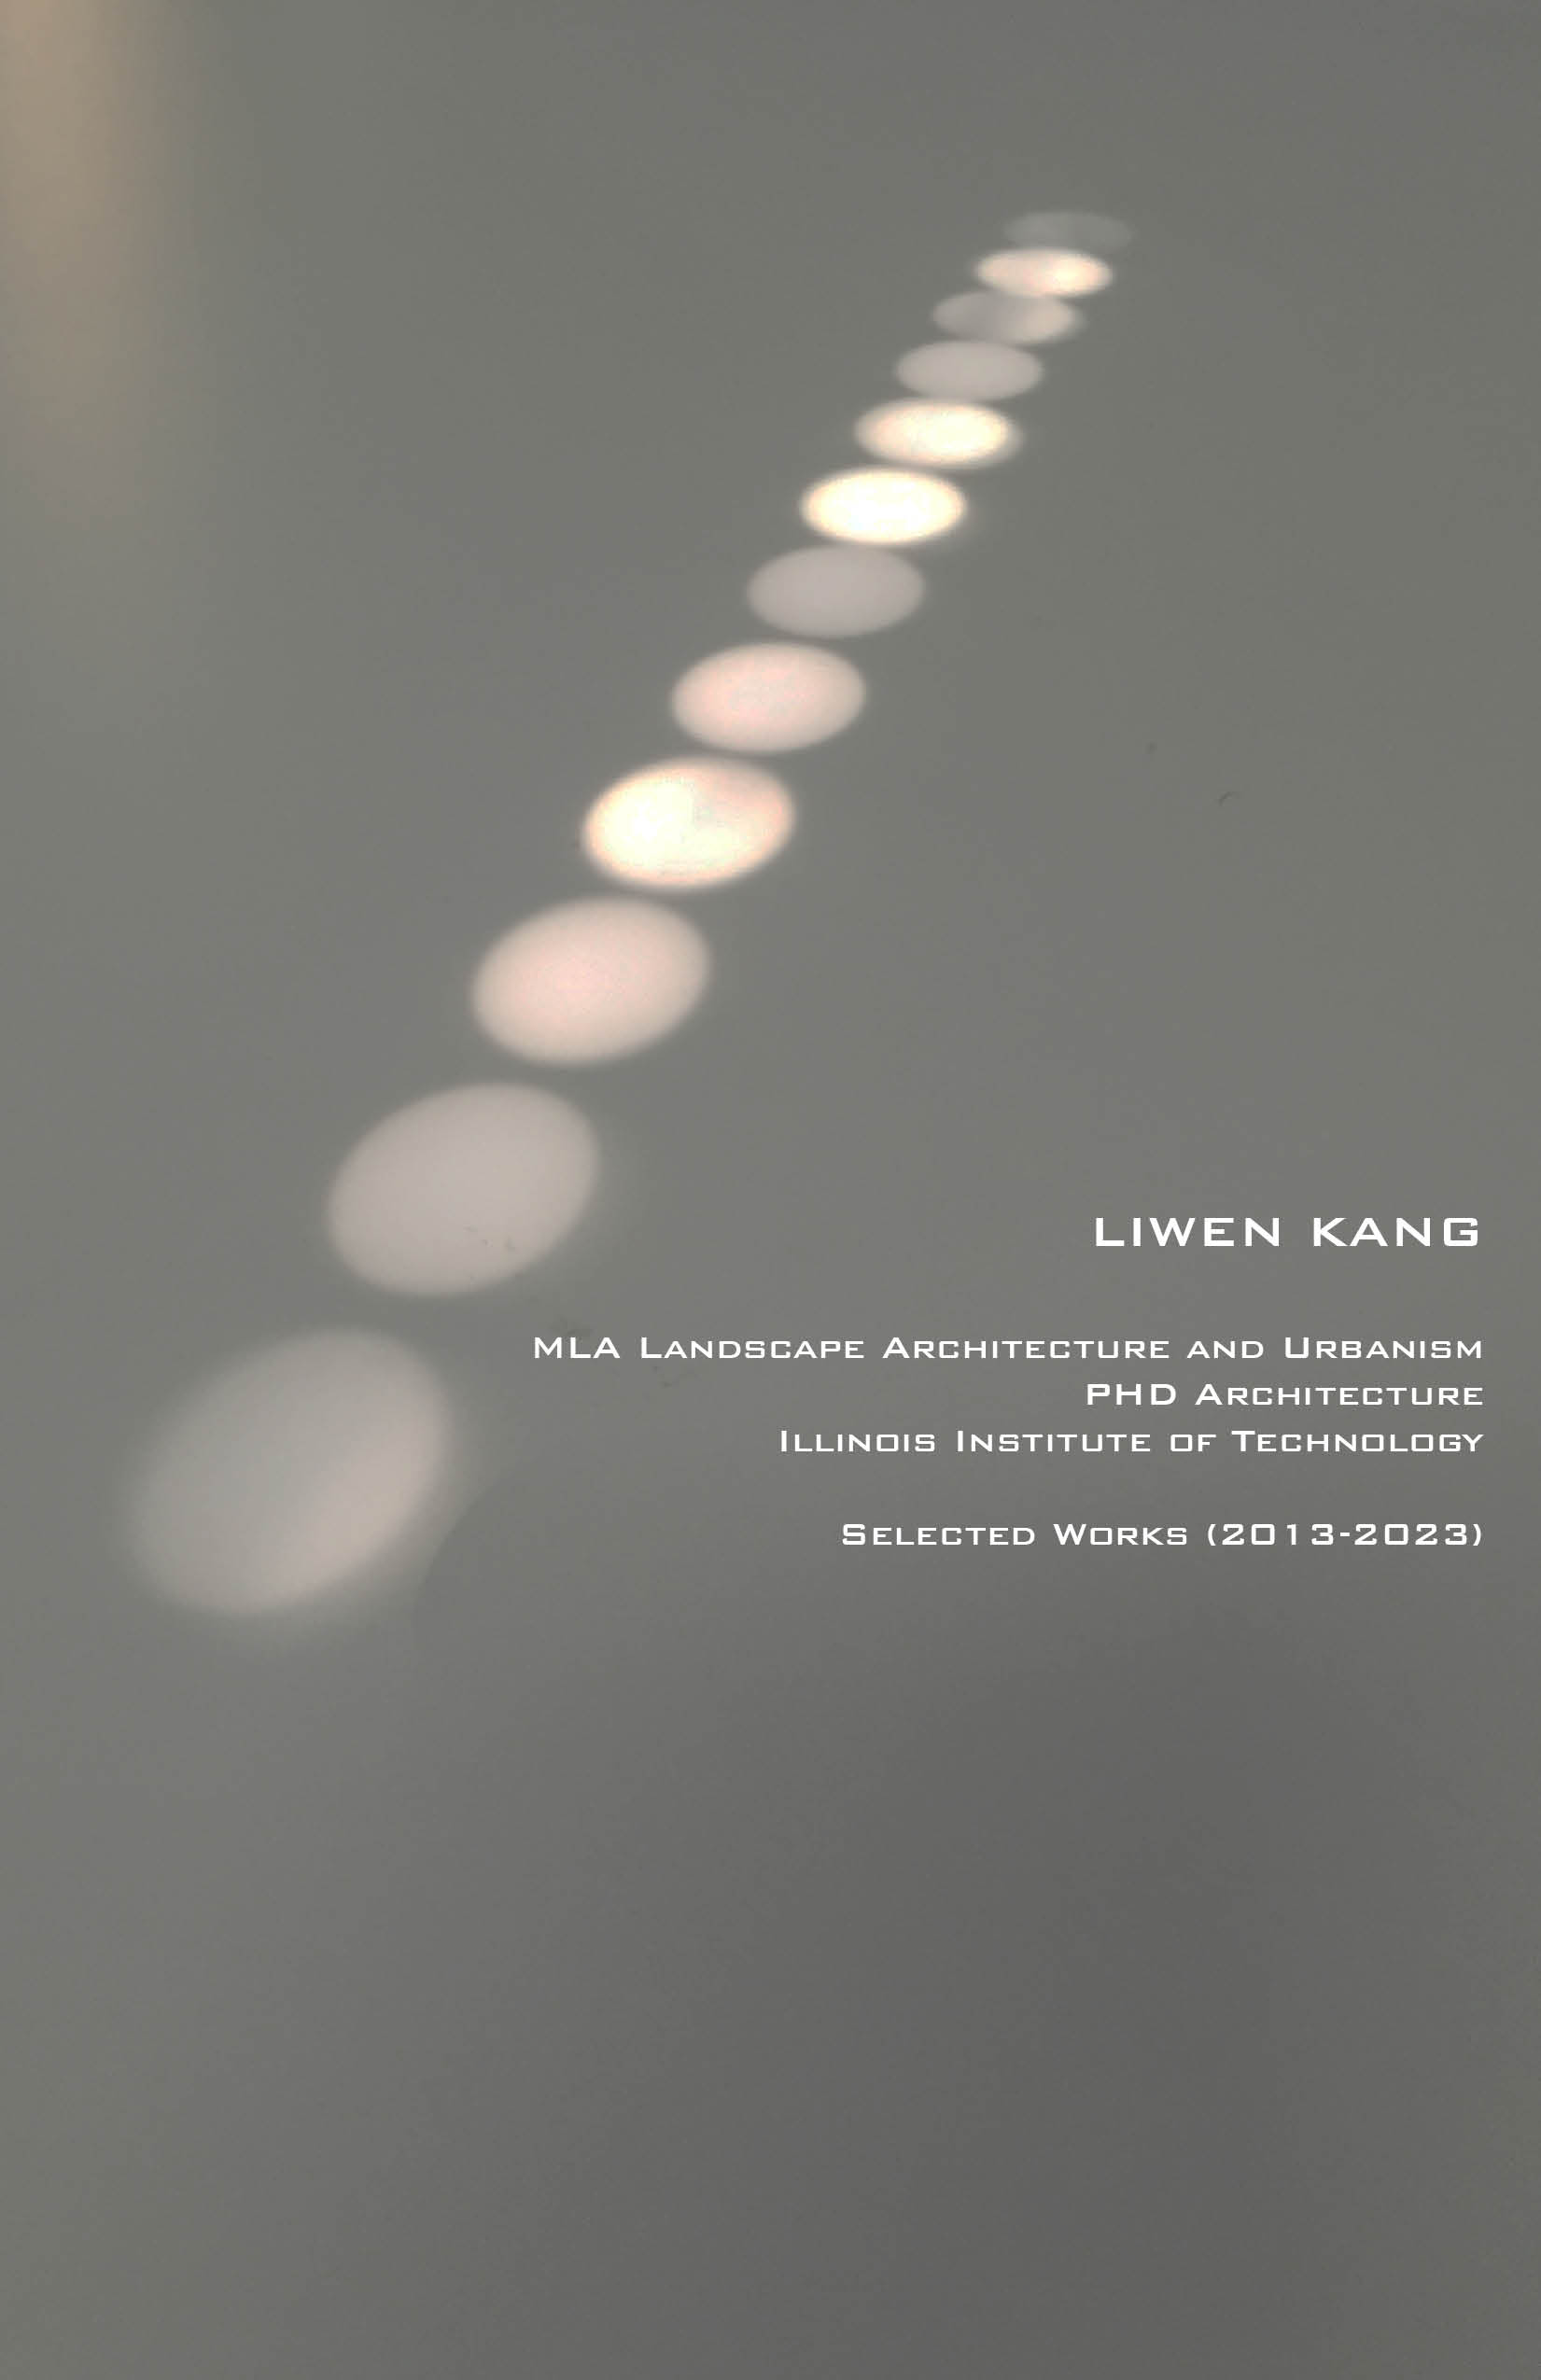 LIWEN KANG
MLA Landscape Architecture and Urbanism
PHD Architecture
Illinois Institute of Technology
Selected Works (2013-2023)